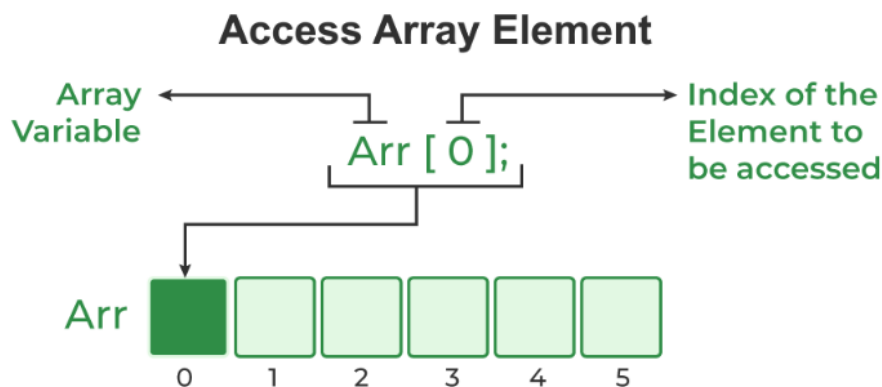 Access Array Element
Array
Variable
Arr [ 0 ];
Index of the
Element to
be accessed
Arr
0 1 2 3 4 5